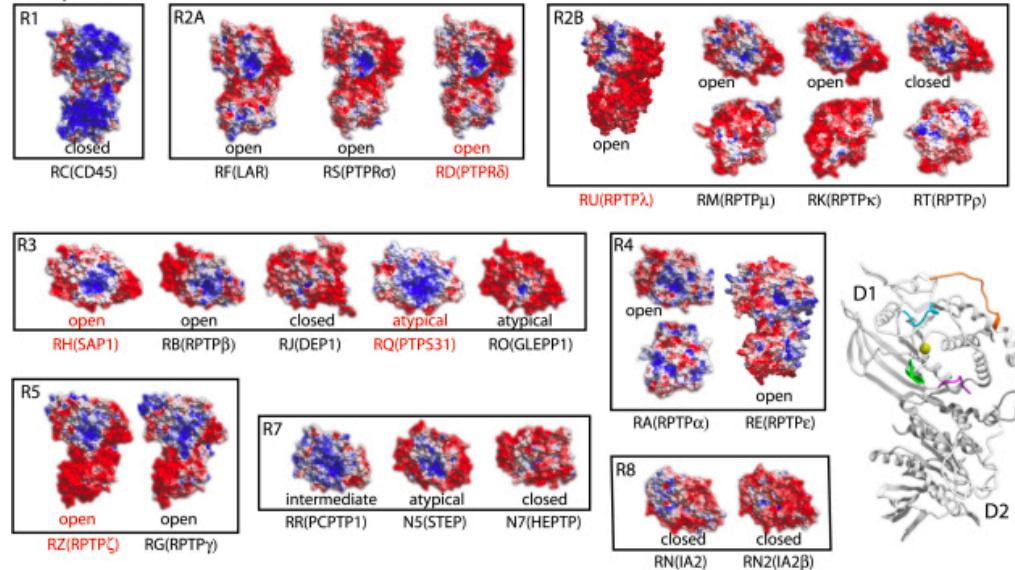 R1
closed
RC(CD45)
R2A
open
open
open
RF(LAR)
RS(PTPRσ)
RD(PTPRδ)
R2B
open
open
open
closed
RU(RPTPλ)
RM(RPTPμ)
RK(RPTPκ)
RT(RPTPρ)
R3
open
open
closed
atypical
atypical
RH(SAP1)
RB(RPTPβ)
RJ(DEP1)
RQ(PTPS31)
RO(GLEPP1)
R4
open
open
RA(RPTPα)
RE(RPTPε)
D1
D2
R5
open
open
RZ(RPTPζ)
RG(RPTPγ)
R7
intermediate
atypical
closed
RR(PCPTP1)
N5(STEP)
N7(HEPTP)
R8
closed
closed
RN(IA2)
RN2(IA2β)